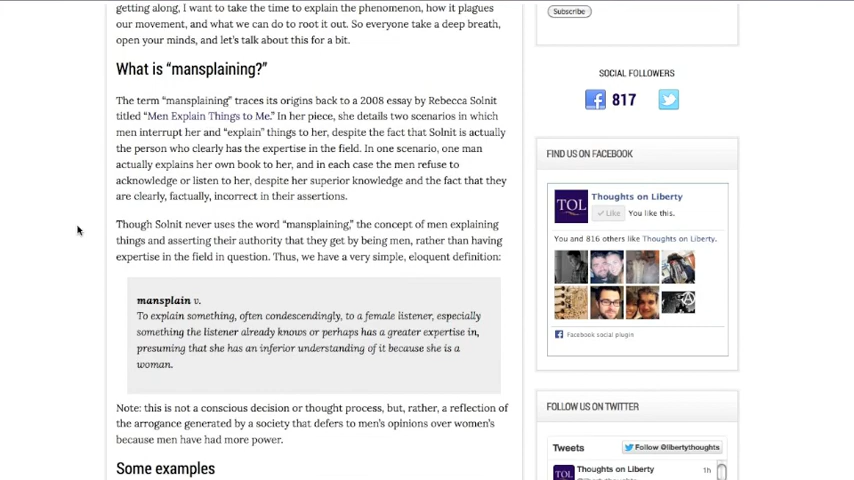 getting along, I want to take the time to explain the phenomenon, how it plagues
our movement, and what we can do to root it out. So everyone take a deep breath,
open your minds, and let's talk about this for a bit.
What is “mansplaining?”
The term “mansplaining” traces its origins back to a 2008 essay by Rebecca Solnit
titled “Men Explain Things to Me.” In her piece, she details two scenarios in which
men interrupt her and “explain” things to her, despite the fact that Solnit is actually
the person who clearly has the expertise in the field. In one scenario, one man
actually explains her own book to her, and in each case the men refuse to
acknowledge or listen to her, despite her superior knowledge and the fact that they
are clearly, factually, incorrect in their assertions.
Though Solnit never uses the word “mansplaining,” the concept of men explaining
things and asserting their authority that they get by being men, rather than having
expertise in the field in question. Thus, we have a very simple, eloquent definition:
mansplain v.
To explain something, often condescendingly, to a female listener, especially
something the listener already knows or perhaps has a greater expertise in,
presuming that she has an inferior understanding of it because she is a
woman.
Note: this is not a conscious decision or thought process, but, rather, a reflection of
the arrogance generated by a society that defers to men's opinions over women's
because men have had more power.
Some examples
Subscribe
SOCIAL FOLLOWERS
817
FIND US ON FACEBOOK
TOL
Thoughts on Liberty
Like
You like this.
You and 816 others like Thoughts on Liberty.
Facebook social plugin
FOLLOW US ON TWITTER
Tweets
Follow @libertythoughts
TOL
Thoughts on Liberty
1h